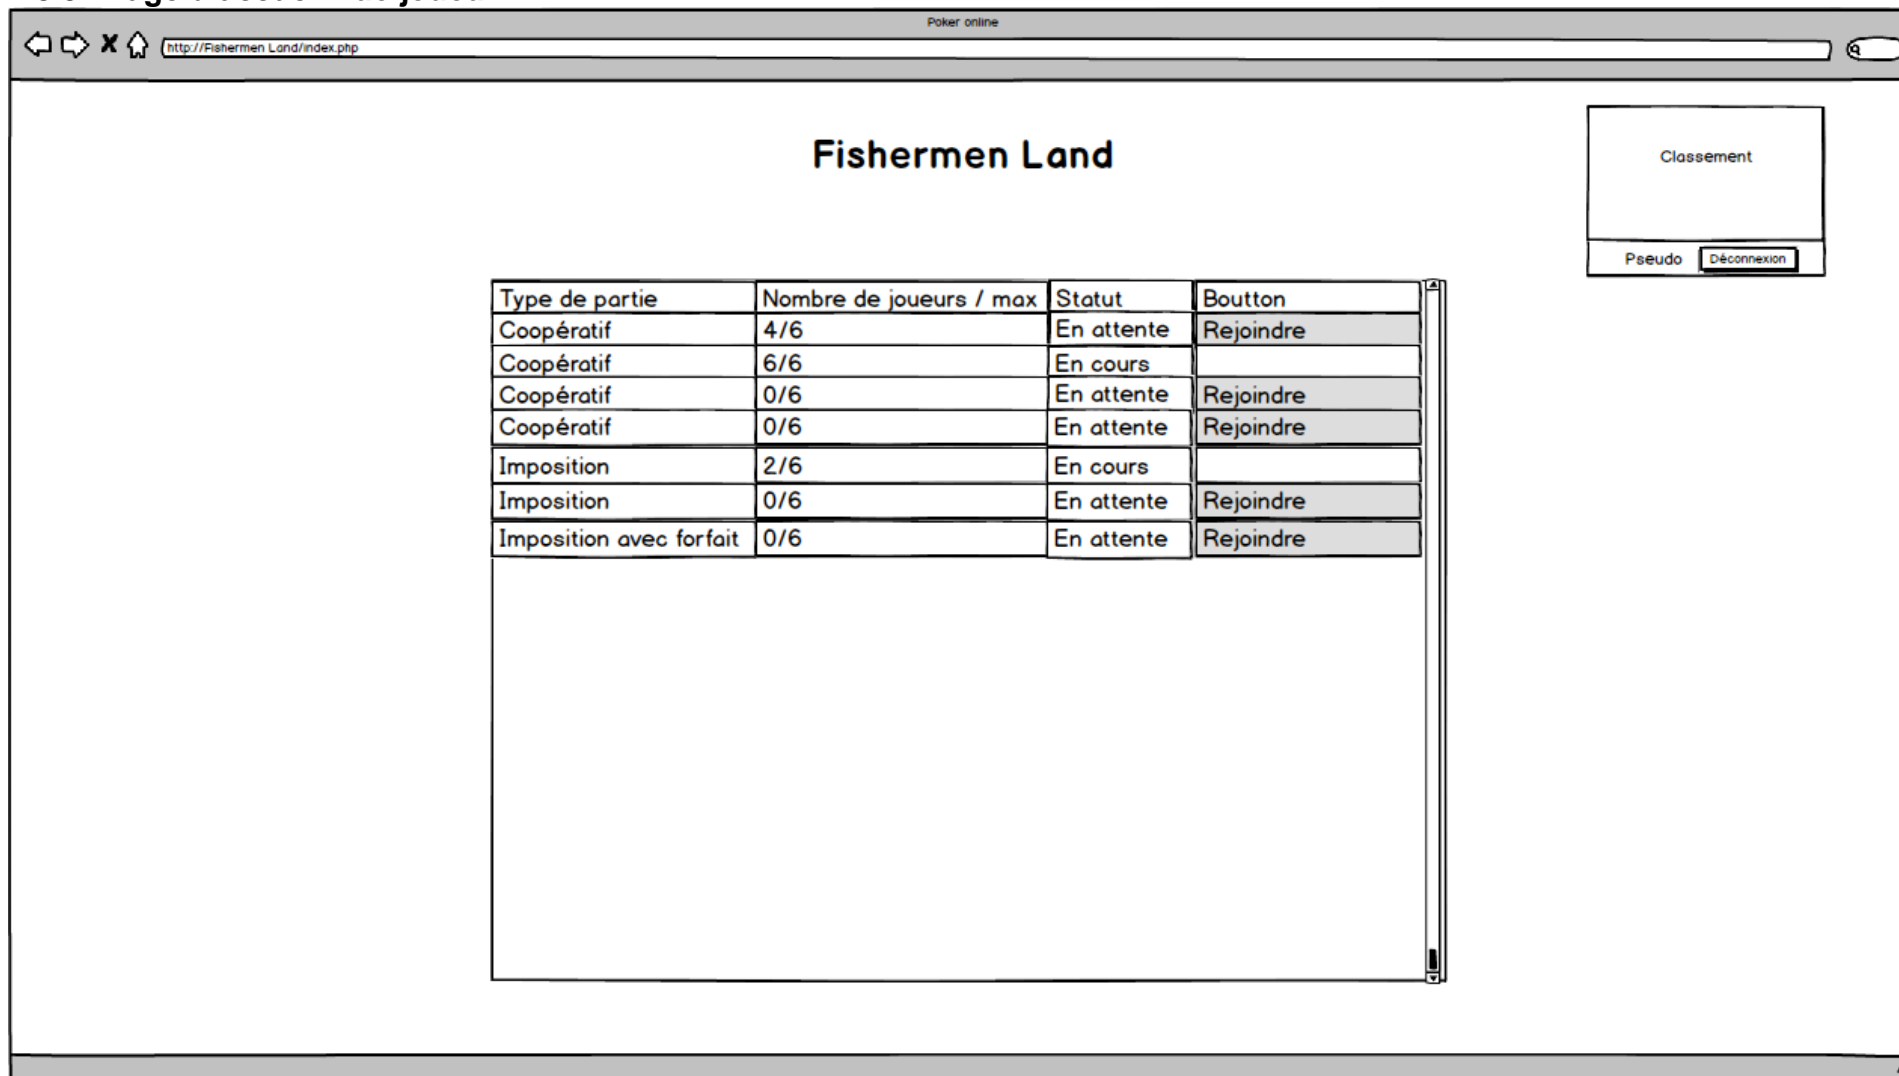 Poker online
http://Fishermen Land/index.php
Fishermen Land
Classement
Pseudo Déconnexion
Type de partie Nombre de joueurs / max Statut Boutton
Coopératif 4/6 En attente Rejoindre
Coopératif 6/6 En cours
Coopératif 0/6 En attente Rejoindre
Coopératif 0/6 En attente Rejoindre
Imposition 2/6 En cours
Imposition 0/6 En attente Rejoindre
Imposition avec forfait 0/6 En attente Rejoindre